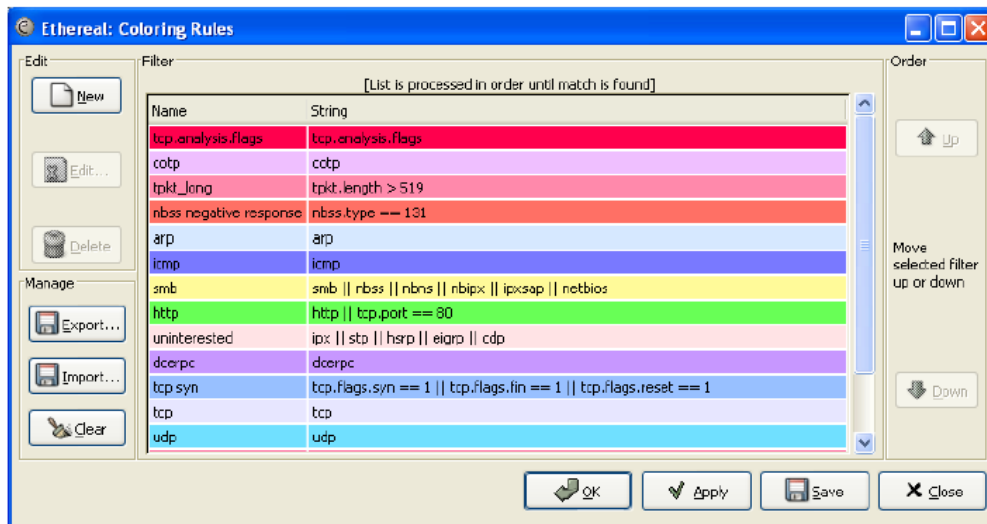 Ethereal: Coloring Rules
Edit
Filter
Order
[List is processed in order until match is found]
New
Name String
Up
tcp.analysis.flags tcp.analysis.flags
cotp cotp
Edit...
tpkt_long tpkt.length > 519
nbss negative response nbss.type == 131
arp arp
Delete
Move
selected filter
up or down
icmp icmp
Manage
smb smb || nbss || nbns || nbipx || ipxsap || netbios
http http || tcp.port == 80
Export...
uninterested ipx || stp || hsrp || eigrp || cdp
dcerpc dcerpc
Import...
tcp syn tcp.flags.syn == 1 || tcp.flags.fin == 1 || tcp.flags.reset == 1
Down
tcp tcp
Clear
udp udp
OK
Apply
Save
Close